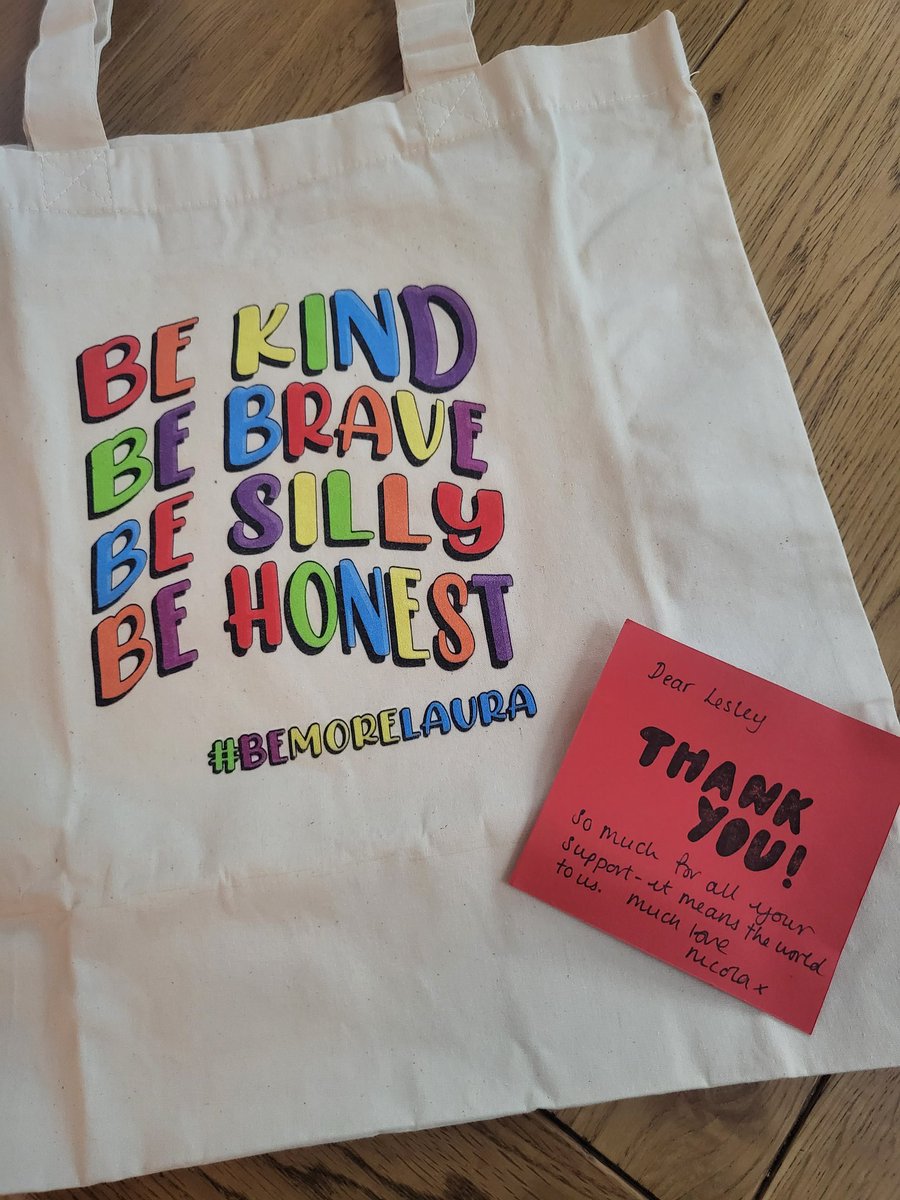 BE KIND
BE BRAVE
BE SILLY
BE HONEST
#BEMORELAURA
Dear Lesley
THANK
YOU!
so much for all your
support - it means the world
to us.
much love
nicola x